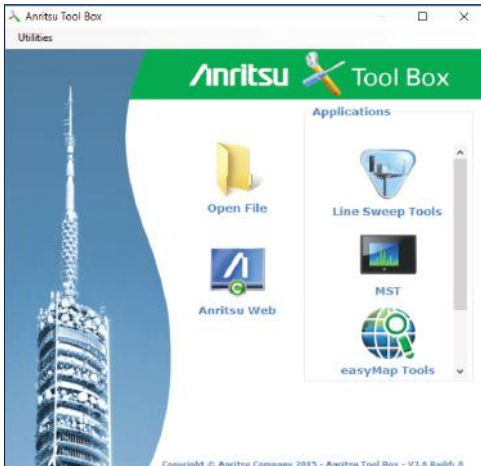 Anritsu Tool Box
Utilities
Anritsu Tool Box
Applications
Open File
Line Sweep Tools
Anritsu Web
MST
easyMap Tools
Copyright © Anritsu Company 2015 - Anritsu Tool Box - V3.6 Build: 0